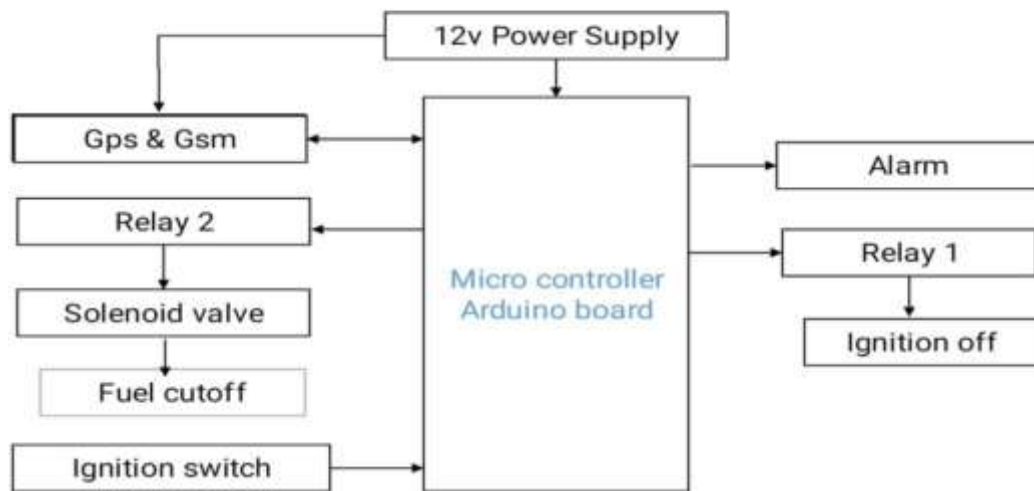 12v Power Supply
Gps & Gsm
Alarm
Relay 2
Relay 1
Micro controller
Arduino board
Solenoid valve
Ignition off
Fuel cutoff
Ignition switch